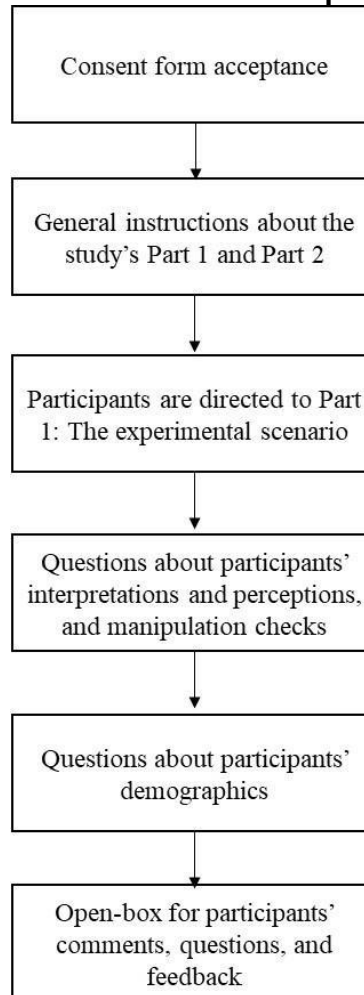 Consent form acceptance
General instructions about the
study’s Part 1 and Part 2
Participants are directed to Part
1: The experimental scenario
Questions about participants’
interpretations and perceptions,
and manipulation checks
Questions about participants’
demographics
Open-box for participants’
comments, questions, and
feedback